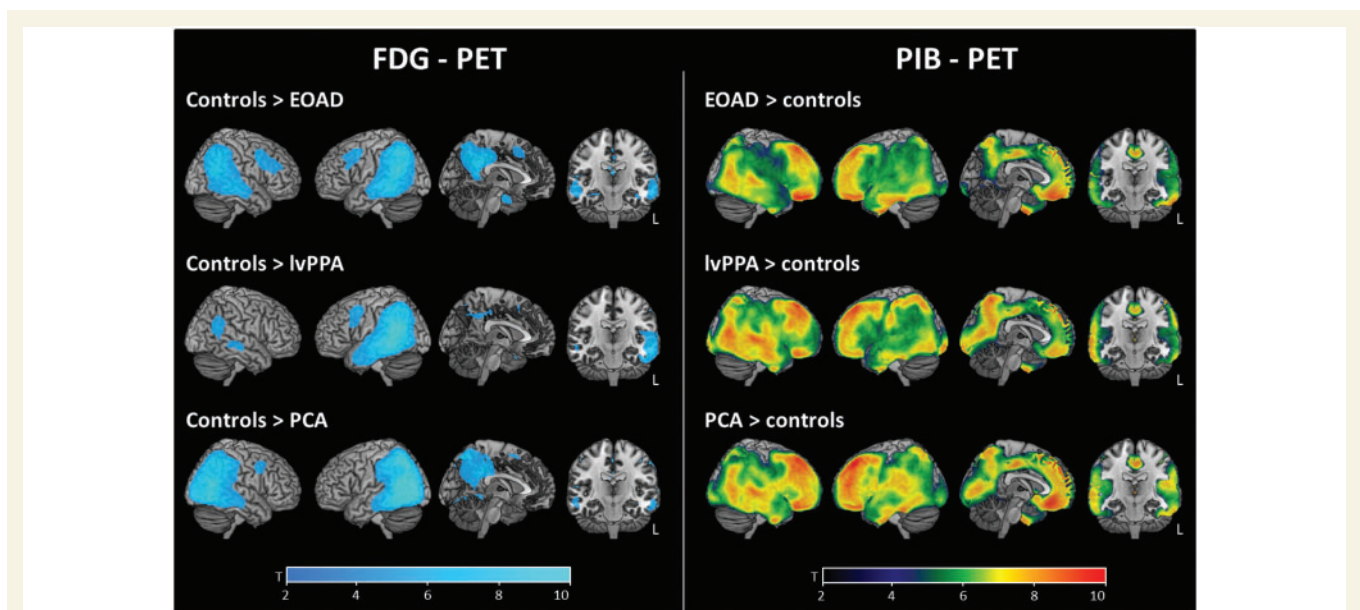 FDG - PET
Controls > EOAD
L
Controls > lvPPA
L
Controls > PCA
L
T
2 4 6 8 10
PIB - PET
EOAD > controls
L
lvPPA > controls
L
PCA > controls
L
T
2 4 6 8 10